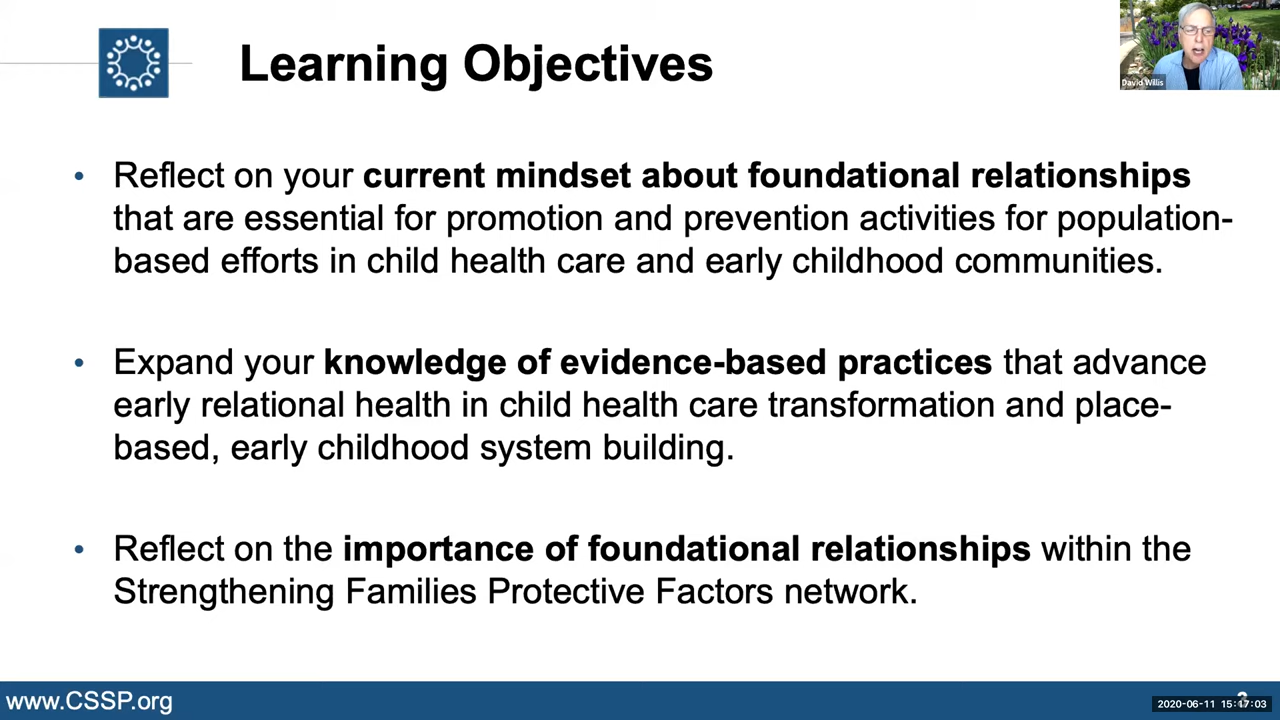 Learning Objectives
David Willis
• Reflect on your current mindset about foundational relationships
that are essential for promotion and prevention activities for population-
based efforts in child health care and early childhood communities.
• Expand your knowledge of evidence-based practices that advance
early relational health in child health care transformation and place-
based, early childhood system building.
• Reflect on the importance of foundational relationships within the
Strengthening Families Protective Factors network.
www.CSSP.org
2020-06-11 15:17:03